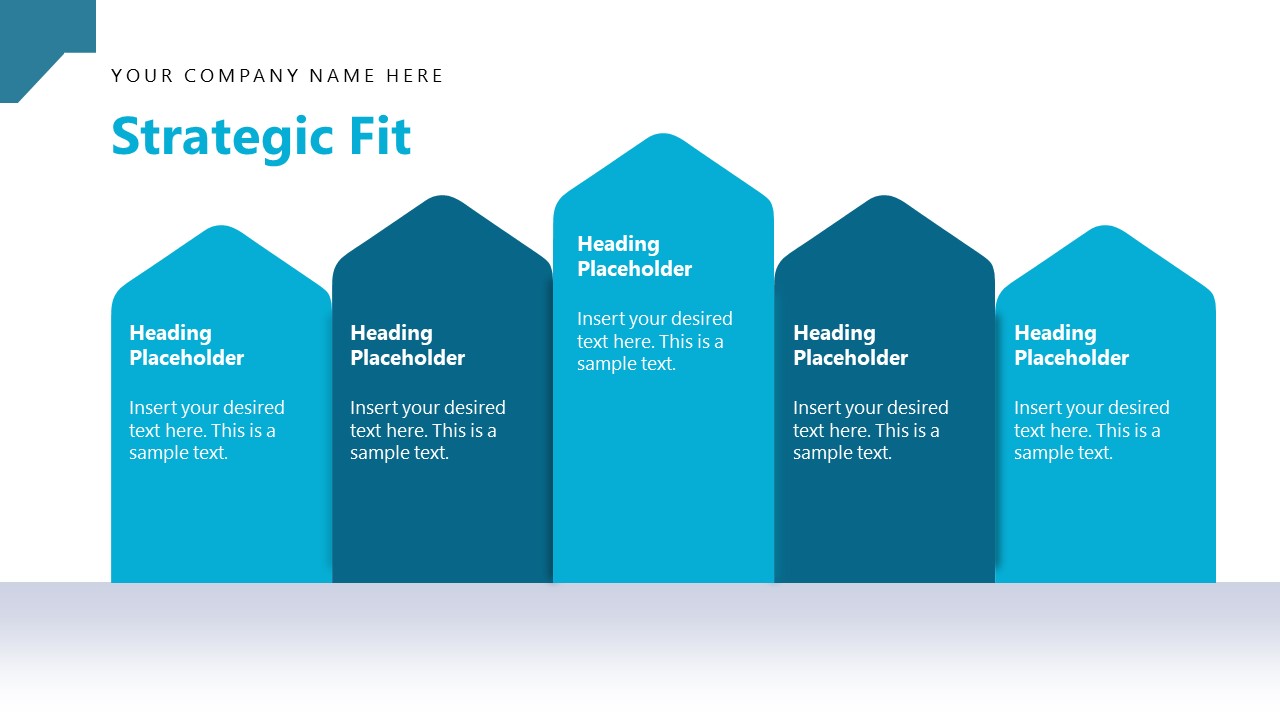 YOUR COMPANY NAME HERE
Strategic Fit
Heading
Placeholder
Insert your desired
text here. This is a
sample text.
Heading
Placeholder
Insert your desired
text here. This is a
sample text.
Heading
Placeholder
Insert your desired
text here. This is a
sample text.
Heading
Placeholder
Insert your desired
text here. This is a
sample text.
Heading
Placeholder
Insert your desired
text here. This is a
sample text.